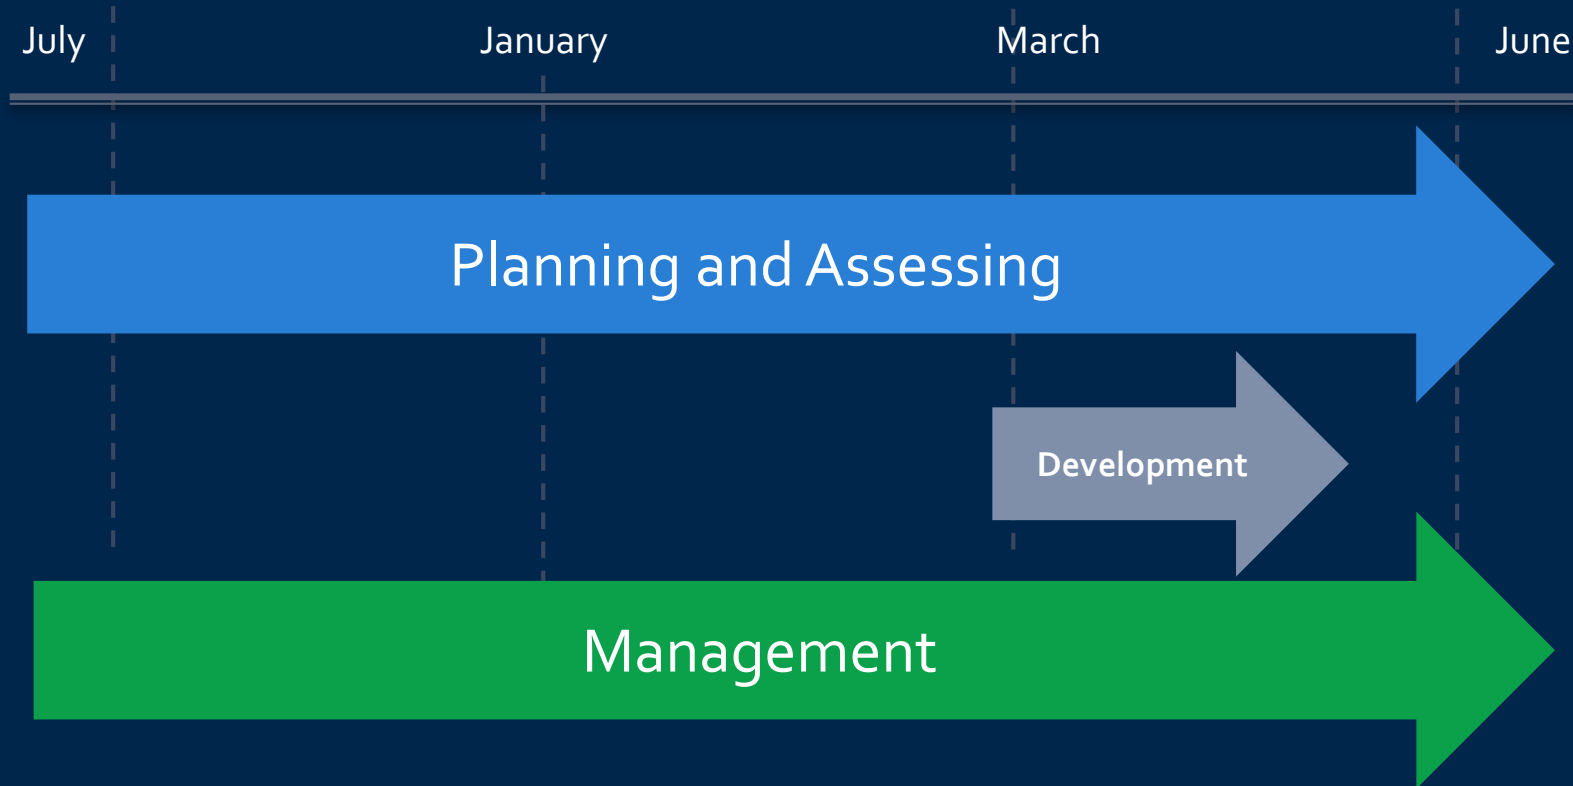 July January March June
Planning and Assessing
Development
Management